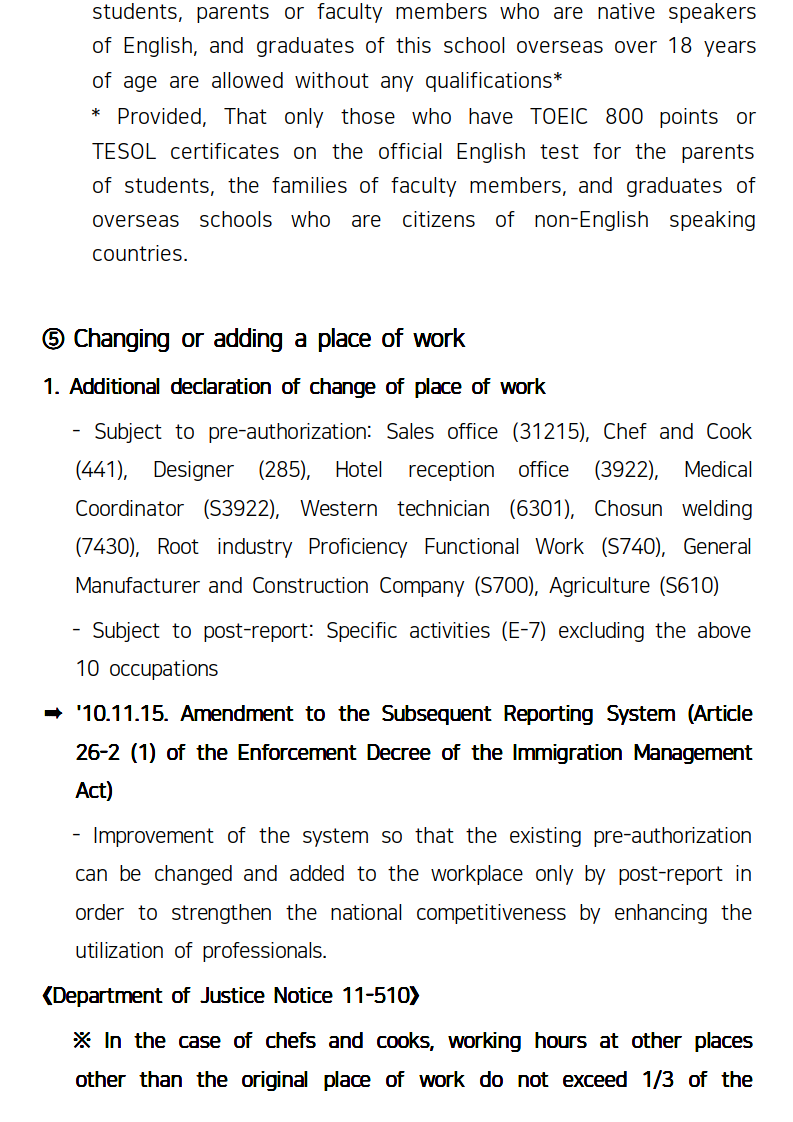 students, parents or faculty members who are native speakers
of English, and graduates of this school overseas over 18 years
of age are allowed without any qualifications*
* Provided, That only those who have TOEIC 800 points or
TESOL certificates on the official English test for the parents
of students, the families of faculty members, and graduates of
overseas schools who are citizens of non-English speaking
countries.
⑤ Changing or adding a place of work
1. Additional declaration of change of place of work
- Subject to pre-authorization: Sales office (31215), Chef and Cook
(441), Designer (285), Hotel reception office (3922), Medical
Coordinator (S3922), Western technician (6301), Chosun welding
(7430), Root industry Proficiency Functional Work (S740), General
Manufacturer and Construction Company (S700), Agriculture (S610)
- Subject to post-report: Specific activities (E-7) excluding the above
10 occupations
➡ '10.11.15. Amendment to the Subsequent Reporting System (Article
26-2 (1) of the Enforcement Decree of the Immigration Management
Act)
- Improvement of the system so that the existing pre-authorization
can be changed and added to the workplace only by post-report in
order to strengthen the national competitiveness by enhancing the
utilization of professionals.
《Department of Justice Notice 11-510》
※ In the case of chefs and cooks, working hours at other places
other than the original place of work do not exceed 1/3 of the